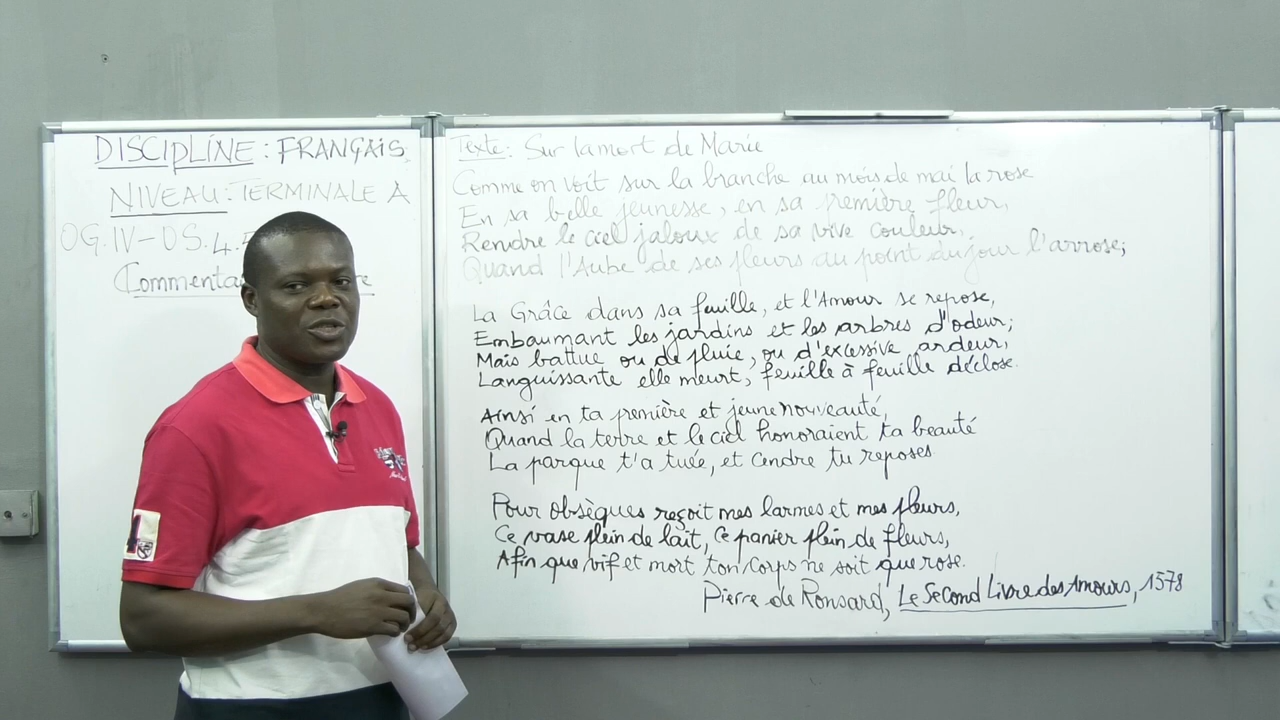 DISCIPLINE : FRANÇAIS
NIVEAU : TERMINALE A
OG.IV-OS.4.
Texte : Sur la mort de Marie
Comme on voit sur la branche au mois de mai la rose
En sa belle jeunesse, en sa première fleur,
Rendre le ciel jaloux de sa vive couleur,
Quand l'Aube de ses fleurs au point du jour l'arrose;
La Grâce dans sa feuille, et l'Amour se repose,
Embaumant les jardins et les arbres d'odeur;
Mais battue ou de pluie, ou d'excessive ardeur,
Languissante elle meurt, feuille à feuille déclose.
Ainsi en ta première et jeune nouveauté,
Quand la terre et le ciel honoraient ta beauté
La parque t'a tuée, et Cendre tu reposes
Pour obsèques reçoit mes larmes et mes fleurs,
Ce vase plein de lait, Ce panier plein de fleurs,
Afin que vif et mort ton Corps ne soit que rose.
Pierre de Ronsard, Le Second Livre des Amours, 1578